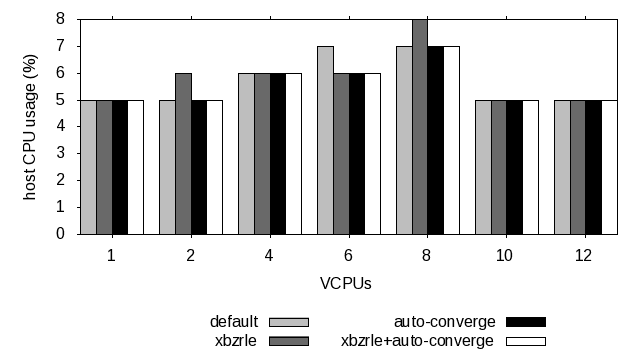 host CPU usage (%)
8
7
6
5
4
3
2
1
0
1 2 4 6 8 10 12
VCPUs
default auto-converge
xbzrle xbzrle+auto-converge